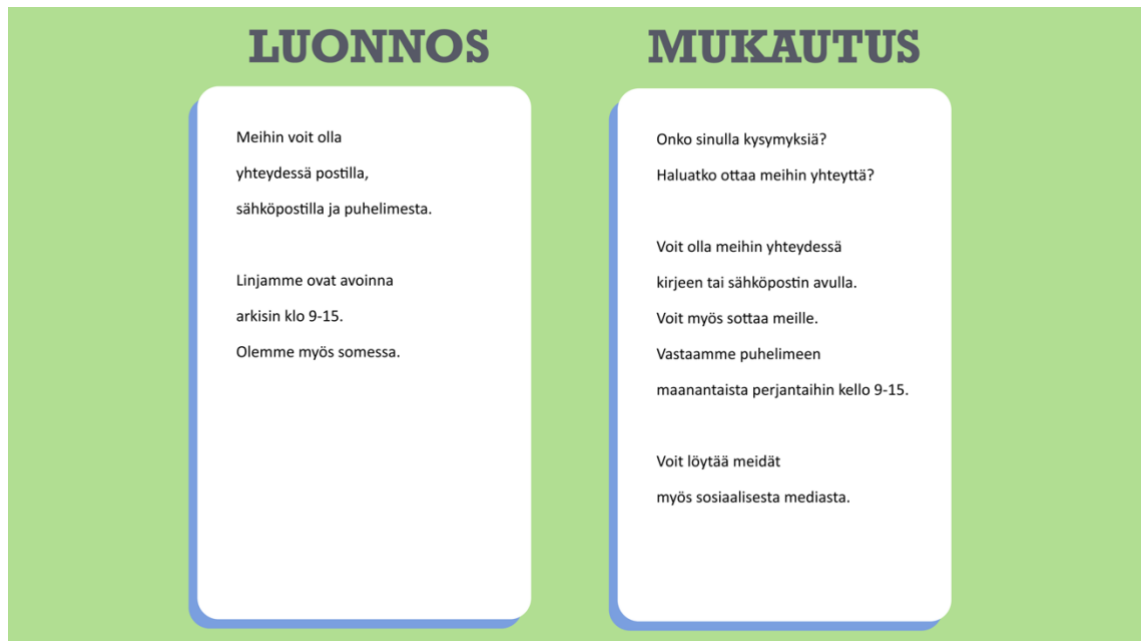 LUONNOS
Meihin voit olla
yhteydessä postilla,
sähköpostilla ja puhelimesta.
Linjamme ovat avoinna
arkisin klo 9-15.
Olemme myös somessa.
MUKAUTUS
Onko sinulla kysymyksiä?
Haluatko ottaa meihin yhteyttä?
Voit olla meihin yhteydessä
kirjeen tai sähköpostin avulla.
Voit myös sottaa meille.
Vastaamme puhelimeen
maanantaista perjantaihin kello 9-15.
Voit löytää meidät
myös sosiaalisesta mediasta.